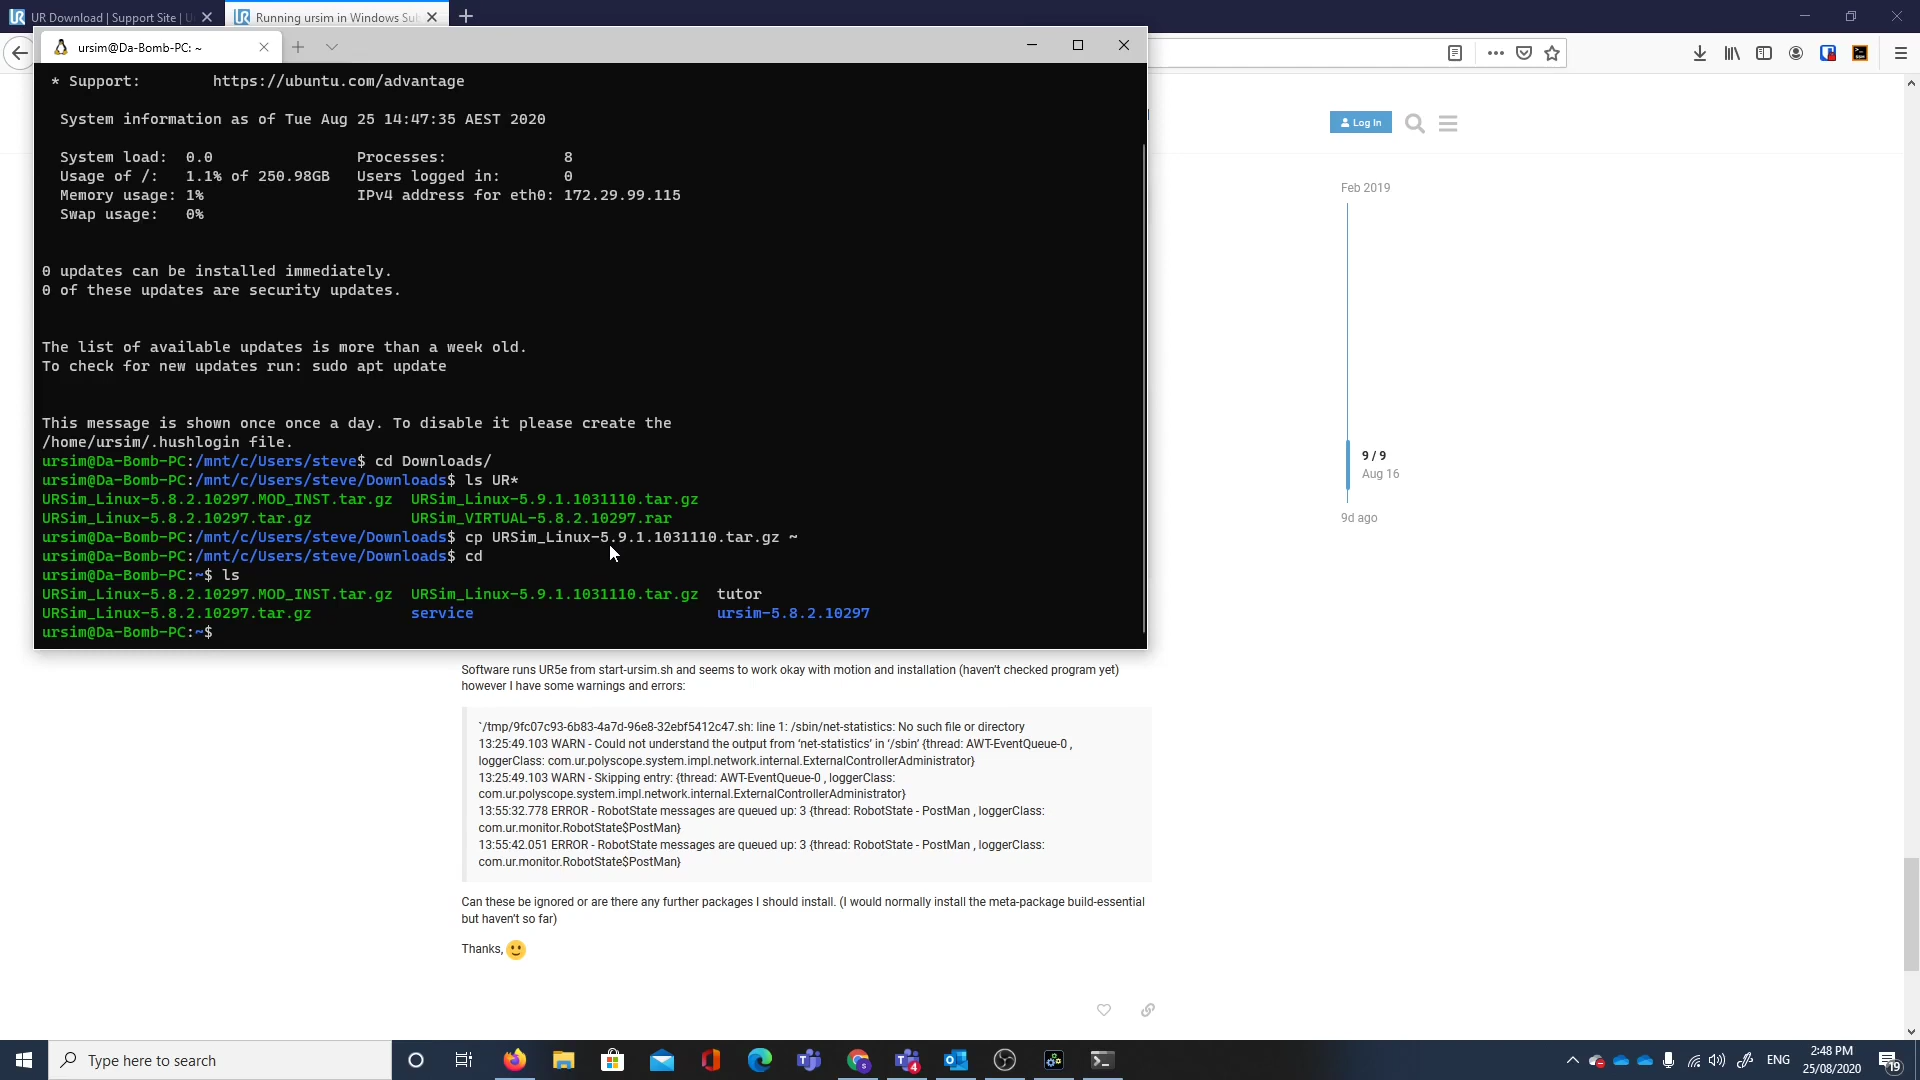 UR Download | Support Site | U
Running ursim in Windows Su
ursim@Da-Bomb-PC: ~
* Support:        https://ubuntu.com/advantage
System information as of Tue Aug 25 14:47:35 AEST 2020
System load:  0.0                Processes:             8
Usage of /:   1.1% of 250.98GB   Users logged in:       0
Memory usage: 1%                 IPv4 address for eth0: 172.29.99.115
Swap usage:   0%
0 updates can be installed immediately.
0 of these updates are security updates.
The list of available updates is more than a week old.
To check for new updates run: sudo apt update
This message is shown once once a day. To disable it please create the
/home/ursim/.hushlogin file.
ursim@Da-Bomb-PC:/mnt/c/Users/steve$ cd Downloads/
ursim@Da-Bomb-PC:/mnt/c/Users/steve/Downloads$ ls UR*
URSim_Linux-5.8.2.10297.MOD_INST.tar.gz  URSim_Linux-5.9.1.1031110.tar.gz
URSim_Linux-5.8.2.10297.tar.gz           URSim_VIRTUAL-5.8.2.10297.rar
ursim@Da-Bomb-PC:/mnt/c/Users/steve/Downloads$ cp URSim_Linux-5.9.1.1031110.tar.gz ~
ursim@Da-Bomb-PC:/mnt/c/Users/steve/Downloads$ cd
ursim@Da-Bomb-PC:~$ ls
URSim_Linux-5.8.2.10297.MOD_INST.tar.gz  URSim_Linux-5.9.1.1031110.tar.gz  tutor
URSim_Linux-5.8.2.10297.tar.gz           service                           ursim-5.8.2.10297
ursim@Da-Bomb-PC:~$
Log In
Feb 2019
9 / 9
Aug 16
9d ago
Software runs UR5e from start-ursim.sh and seems to work okay with motion and installation (haven't checked program yet)
however I have some warnings and errors:
`/tmp/9fc07c93-6b83-4a7d-96e8-32ebf5412c47.sh: line 1: /sbin/net-statistics: No such file or directory
13:25:49.103 WARN - Could not understand the output from 'net-statistics' in '/sbin' {thread: AWT-EventQueue-0 ,
loggerClass: com.ur.polyscope.system.impl.network.internal.ExternalControllerAdministrator}
13:25:49.103 WARN - Skipping entry: {thread: AWT-EventQueue-0 , loggerClass:
com.ur.polyscope.system.impl.network.internal.ExternalControllerAdministrator}
13:55:32.778 ERROR - RobotState messages are queued up: 3 {thread: RobotState - PostMan , loggerClass:
com.ur.monitor.RobotState$PostMan}
13:55:42.051 ERROR - RobotState messages are queued up: 3 {thread: RobotState - PostMan , loggerClass:
com.ur.monitor.RobotState$PostMan}
Can these be ignored or are there any further packages I should install. (I would normally install the meta-package build-essential
but haven't so far)
Thanks, 🙂
Type here to search
4
ENG
2:48 PM
25/08/2020
19